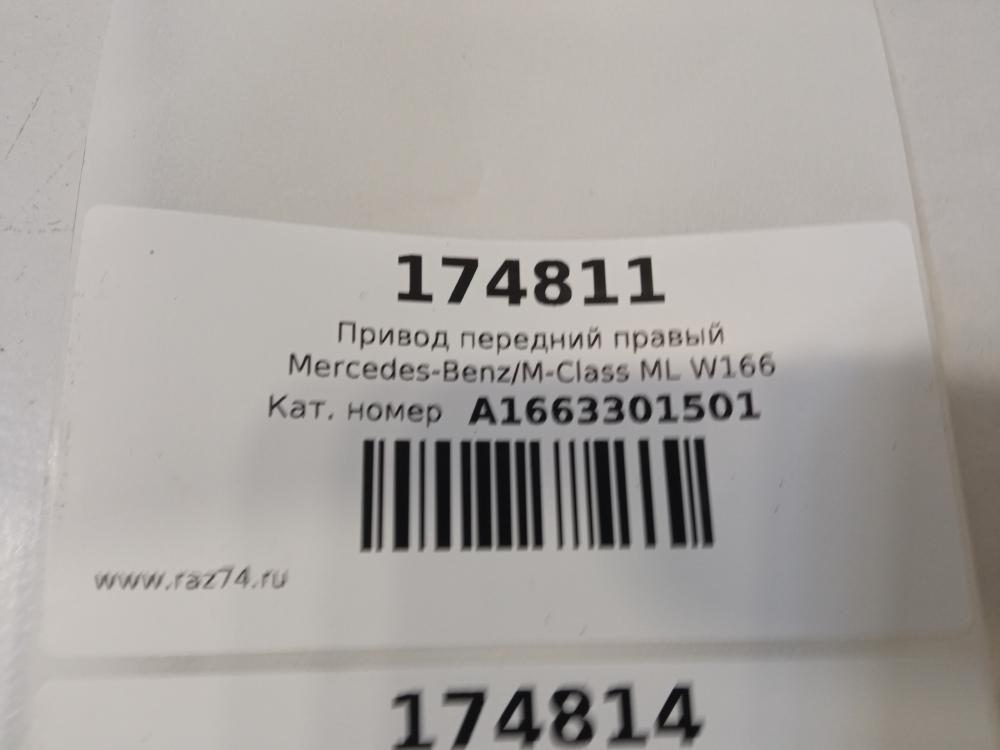 174811
Привод передний правый
Mercedes-Benz/M-Class ML W166
Кат. номер A1663301501
www.raz74.ru
174814